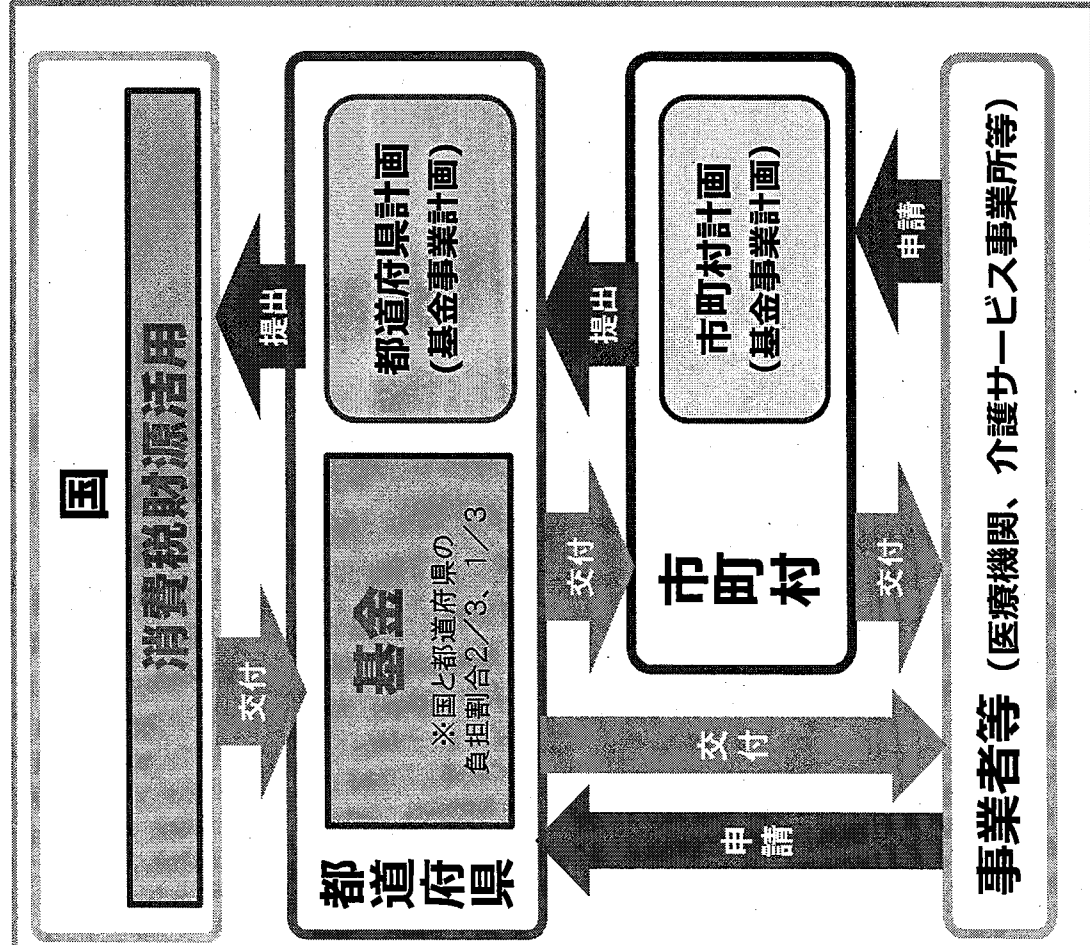 国
消費税財源活用
交付
提出
都道府県
基金
※国と都道府県の
負担割合2/3、1/3
都道府県計画
(基金事業計画)
申請
交付
交付
提出
市町村
市町村計画
(基金事業計画)
交付
申請
事業者等(医療機関、介護サービス事業所等)